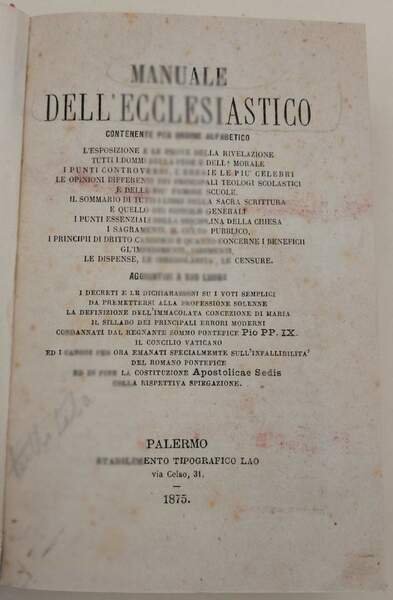 MANUALE
DELL'ECCLESIASTICO
CONTENENTE PER ORDINE ALFABETICO
L'ESPOSIZIONE E LE PROVE DELLA RIVELAZIONE
TUTTI I DOMMI DELLA FEDE E DELLA MORALE
I PUNTI CONTROVERSI, L'ERESIE LE PIU' CELEBRI
LE OPINIONI DIFFERENTI DEI PRINCIPALI TEOLOGI SCOLASTICI
E DELLE SCUOLE.
IL SOMMARIO DI TUTTI I LIBRI DELLA SACRA SCRITTURA
E QUELLO DEI CONCILI GENERALI
I PUNTI ESSENZIALI DELLA DISCIPLINA DELLA CHIESA
I SAGRAMENTI, IL CULTO PUBBLICO,
I PRINCIPII DI DRITTO CANONICO E QUANTO CONCERNE I BENEFICII
GL'IMPEDIMENTI,
LE DISPENSE, LE LE CENSURE.
AGGIUNTIVI A SUO LUOGO
I DECRETI E LE DICHIARAZIONI SU I VOTI SEMPLICI
DA PREMETTERSI ALLA PROFESSIONE SOLENNE
LA DEFINIZIONE DELL'IMMACOLATA CONCEZIONE DI MARIA
IL SILLABO DEI PRINCIPALI ERRORI MODERNI
CONDANNATI DAL REGNANTE SOMMO PONTEFICE Pio PP. IX.
IL CONCILIO VATICANO
ED I CANONI PER ORA EMANATI SPECIALMENTE SULL'INFALLIBILITA'
DEL ROMANO PONTEFICE
ED IN FINE LA COSTITUZIONE Apostolicae Sedis
COLLA RISPETTIVA SPIEGAZIONE.
PALERMO
STABILIMENTO TIPOGRAFICO LAO
via Celso, 31.
—
1875.